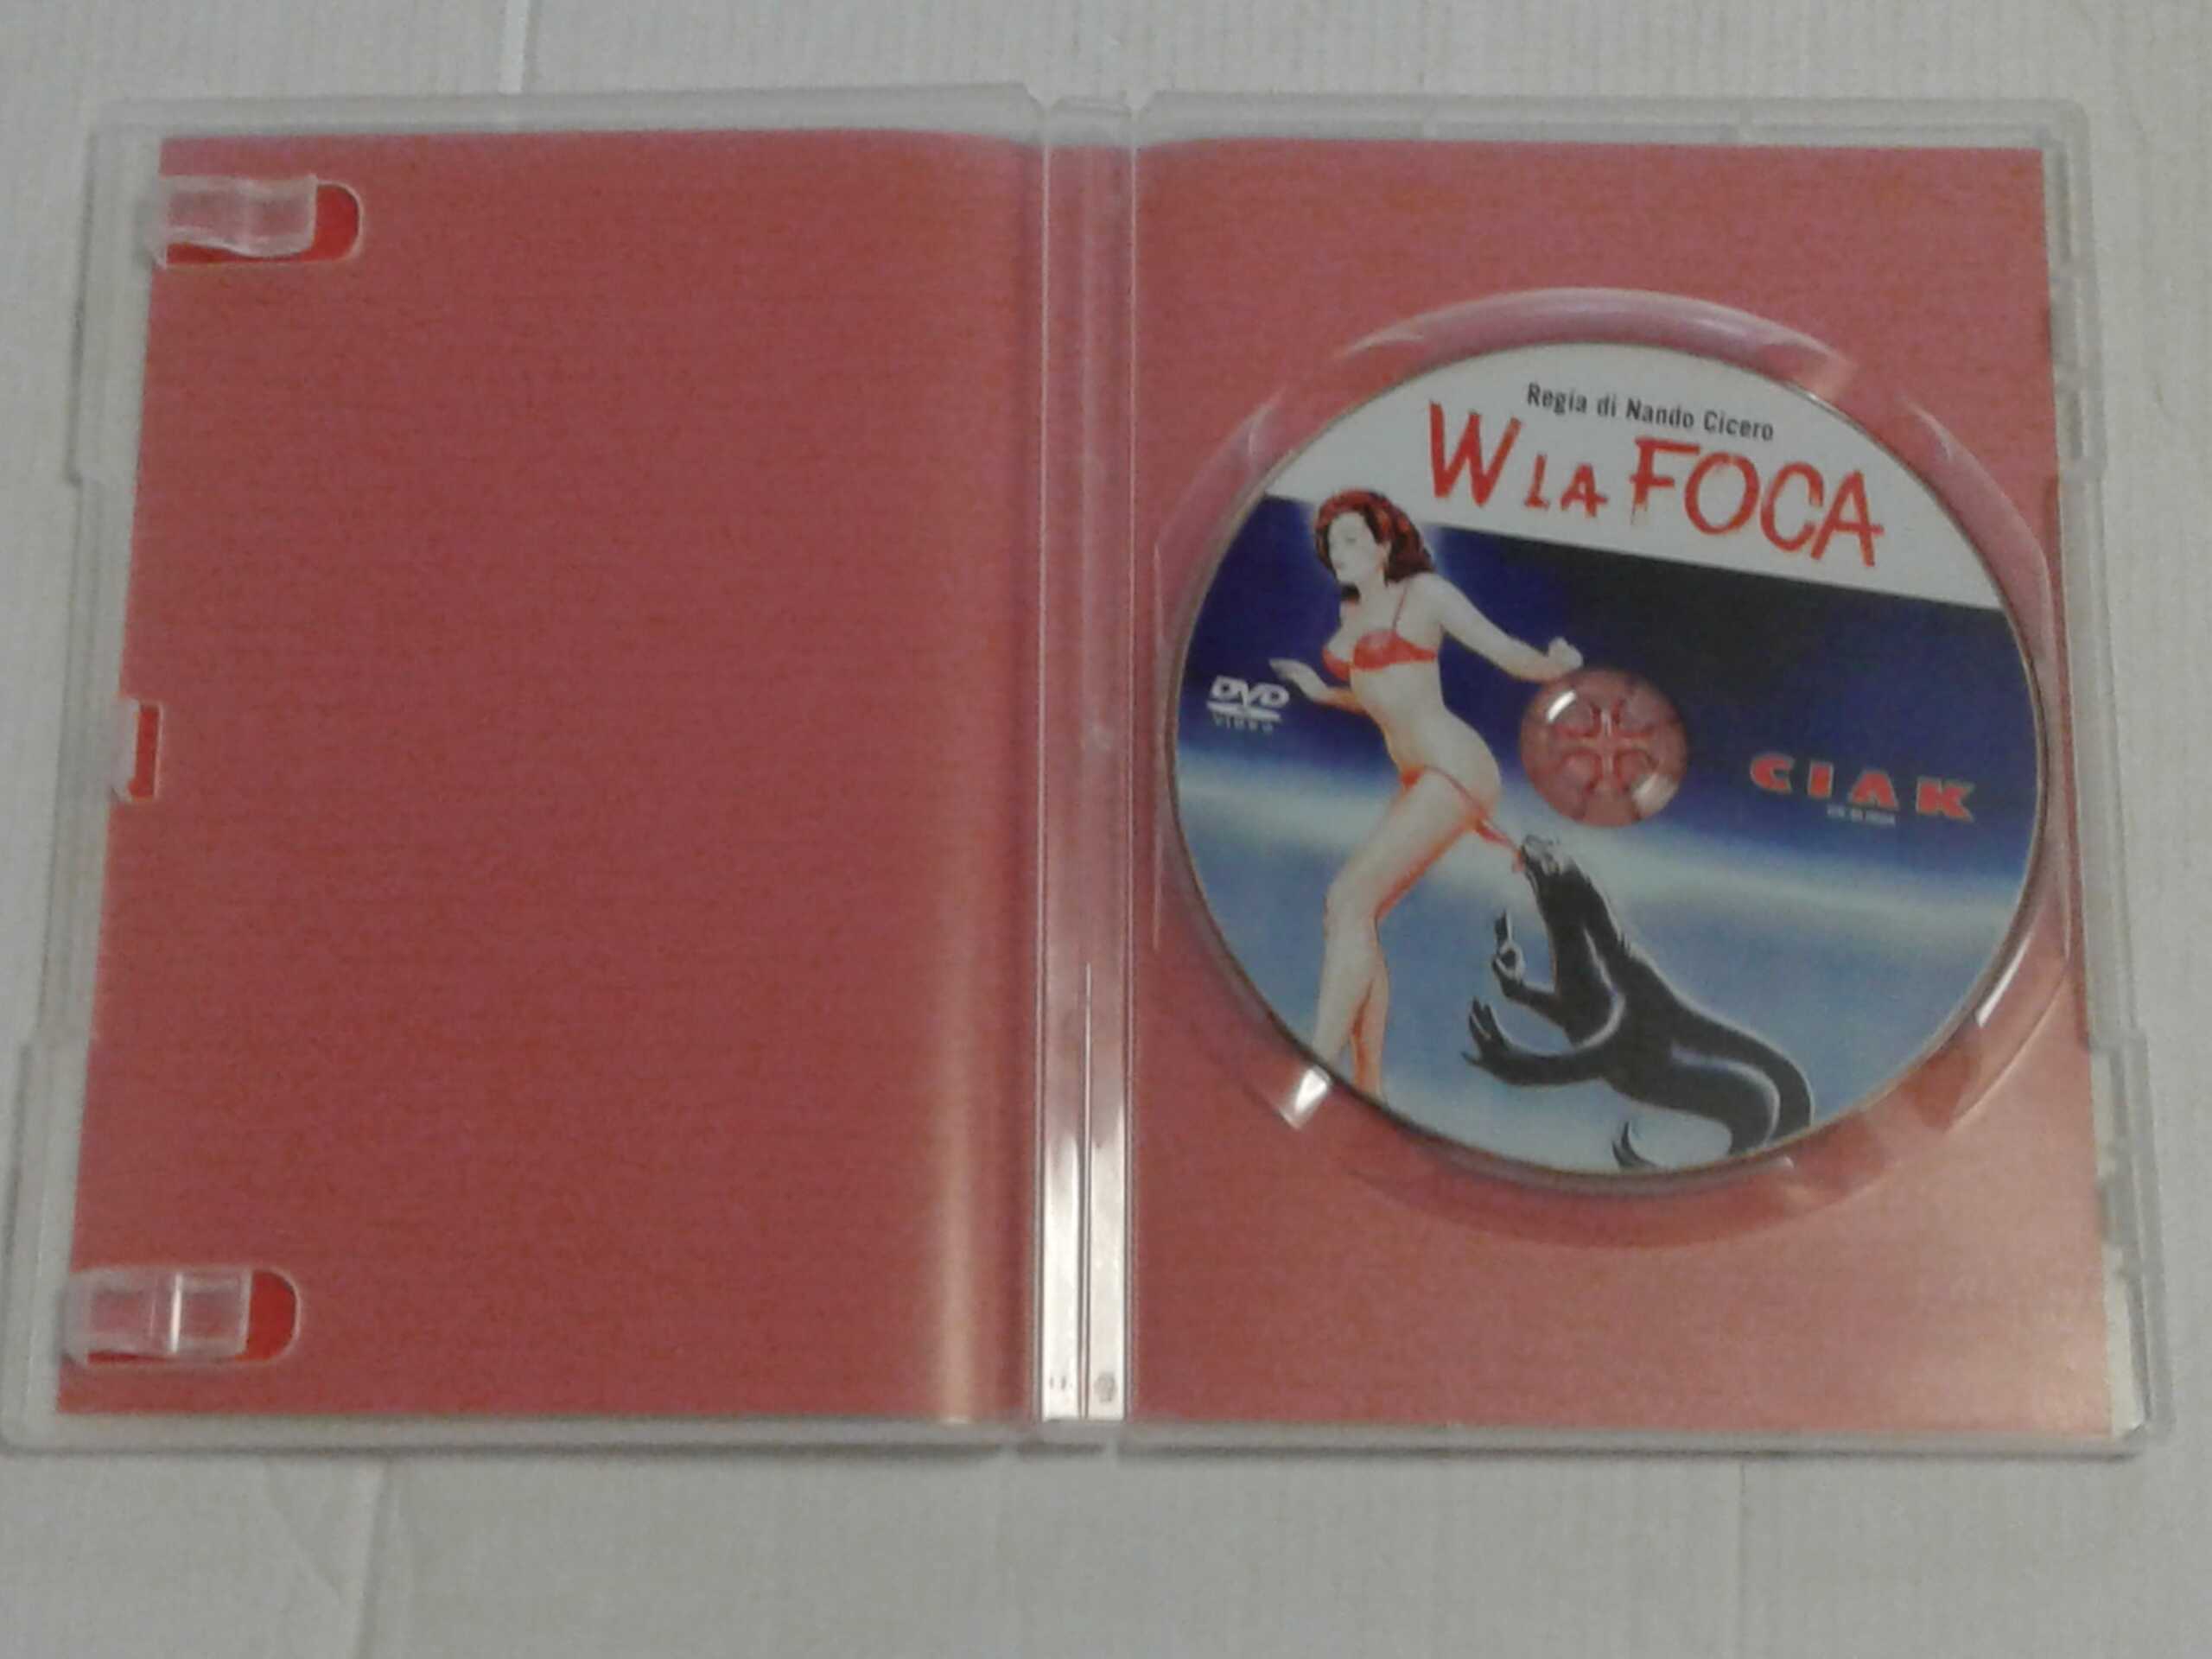 Regia di Nando Cicero
W LA FOCA
DVD
VIDEO
CIAK